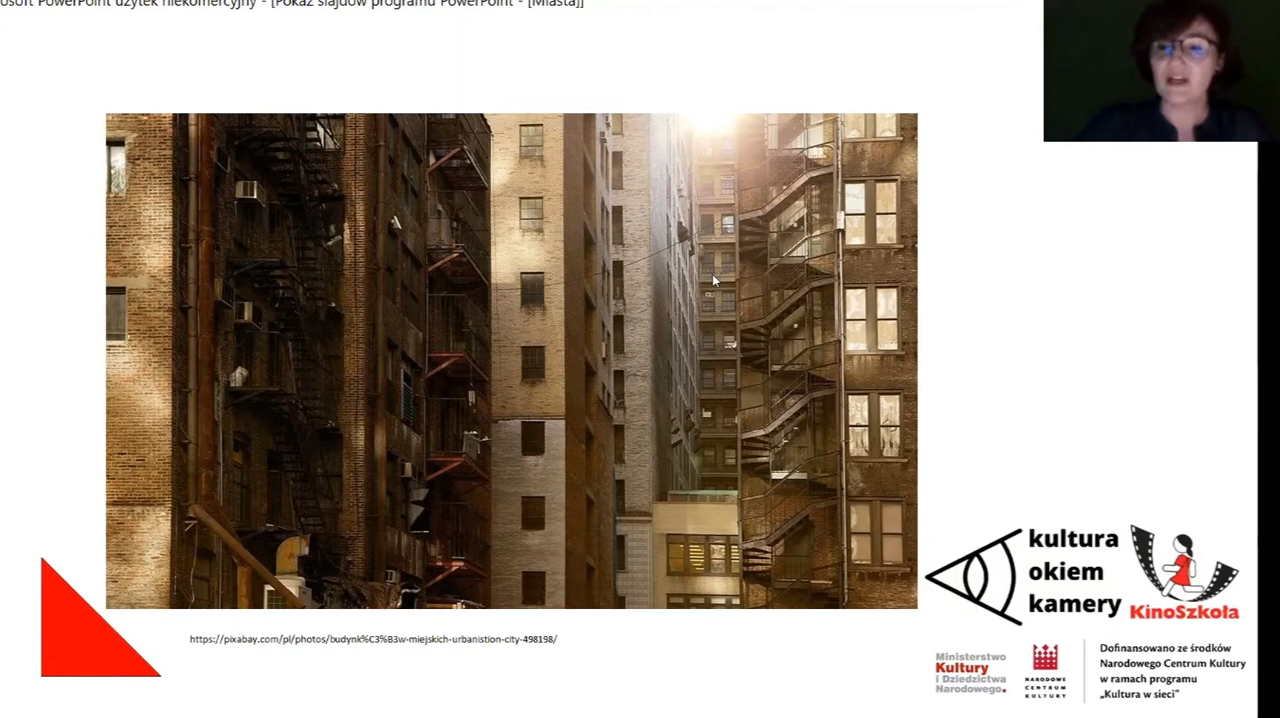 osoft PowerPoint użytek niekomercyjny - [Pokaz slajdów programu PowerPoint - [Miasta]]
https://pixabay.com/pl/photos/budynk%C3%B3w-miejskich-urbanistion-city-498198/
kultura
okiem
kamery
KinoSzkoła
Ministerstwo
Kultury
i Dziedzictwa
Narodowego.
NARODOWE
CENTRUM
KULTURY
Dofinansowano ze środków
Narodowego Centrum Kultury
w ramach programu
„Kultura w sieci”